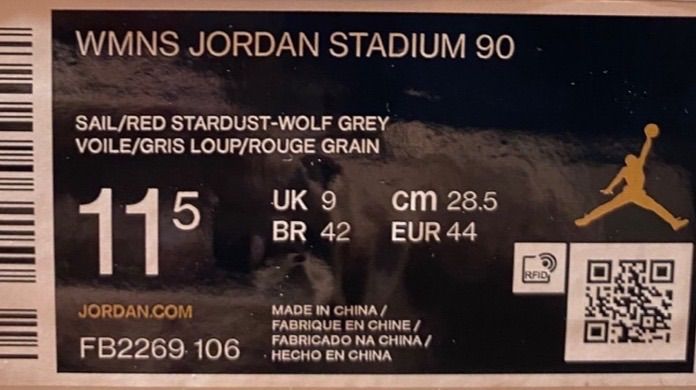 WMNS JORDAN STADIUM 90
SAIL/RED STARDUST-WOLF GREY
VOILE/GRIS LOUP/ROUGE GRAIN
11⁵
UK 9 cm 28.5
BR 42 EUR 44
RFID
JORDAN.COM
FB2269 106
MADE IN CHINA /
FABRIQUE EN CHINE /
FABRICADO NA CHINA /
HECHO EN CHINA